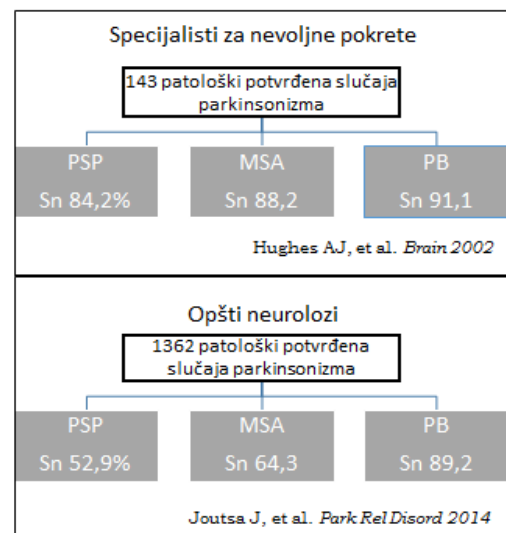 Specijalisti za nevoljne pokrete
143 patološki potvrđena slučaja
parkinsonizma
PSP
Sn 84,2%
MSA
Sn 88,2
PB
Sn 91,1
Hughes AJ, et al. Brain 2002
Opšti neurolozi
1362 patološki potvrđena
slučaja parkinsonizma
PSP
Sn 52,9%
MSA
Sn 64,3
PB
Sn 89,2
Joutsa J, et al. Park Rel Disord 2014